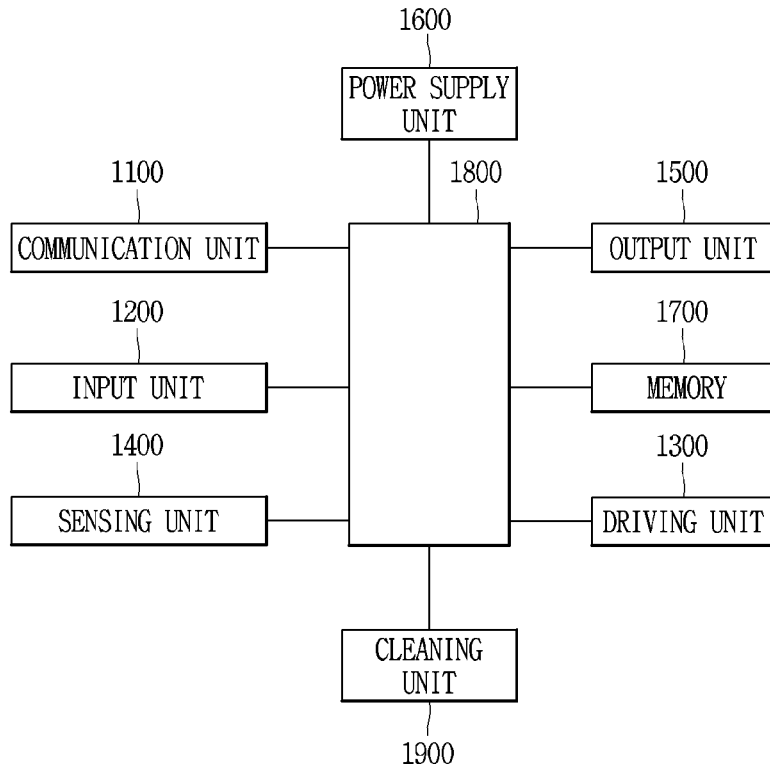 1600
POWER SUPPLY
UNIT
1100
1800
1500
COMMUNICATION UNIT
OUTPUT UNIT
1200
1700
INPUT UNIT
MEMORY
1400
1300
SENSING UNIT
DRIVING UNIT
CLEANING
UNIT
1900